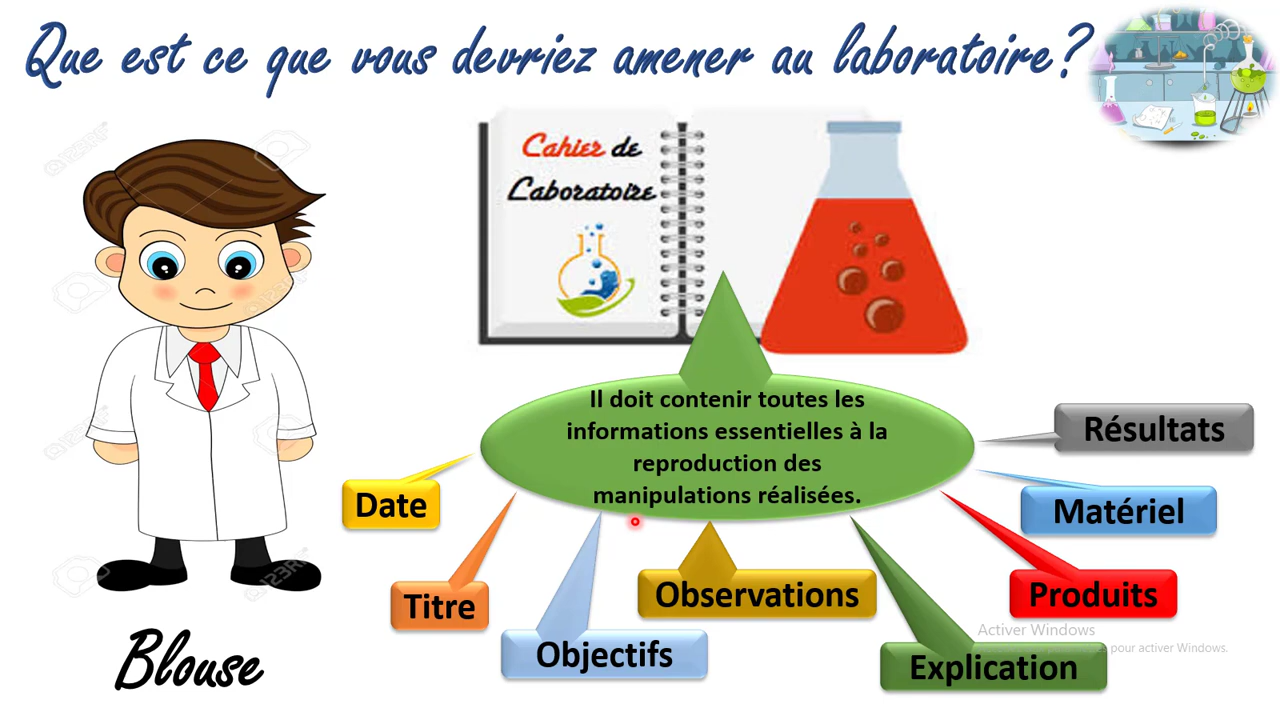 Que est ce que vous devriez amener au laboratoire?
Cahier de
Laboratoire
Il doit contenir toutes les
informations essentielles à la
reproduction des
manipulations réalisées.
Résultats
Date
Matériel
Titre
Observations
Produits
Objectifs
Explication
Activer Windows
pour activer Windows.
Blouse